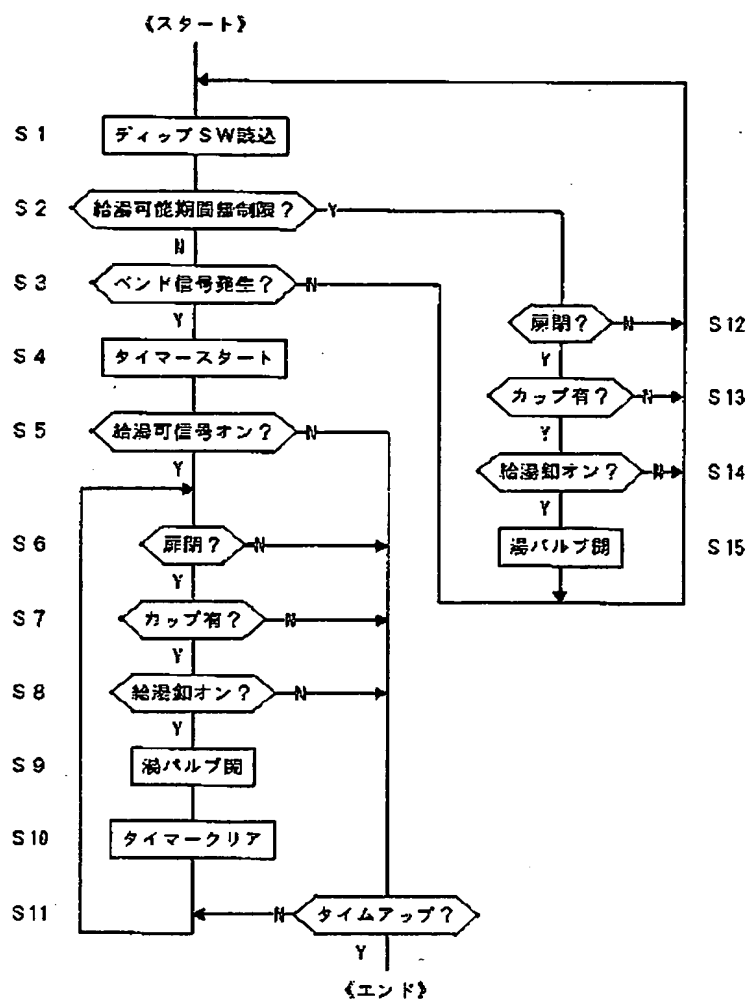 《スタート》
S1 ディップSW読込
S2 給湯可能期間無制限？ Y
N
S3 ベンド信号発生？ N
Y
扉閉？ N S12
S4 タイマースタート
Y
カップ有？ N S13
S5 給湯可信号オン？ N
Y
Y
給湯釦オン？ N S14
Y
S6 扉閉？ N
湯バルブ開 S15
Y
S7 カップ有？ N
Y
S8 給湯釦オン？ N
Y
S9 湯バルブ開
S10 タイマークリア
S11 N タイムアップ？
Y
《エンド》